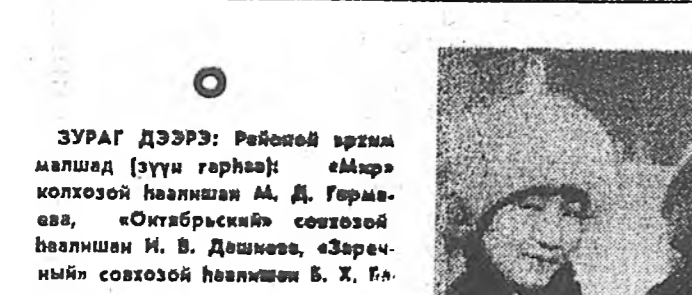 ЗУРАГ ДЭЭРЭ: Районой эрхим
малшад (зүүн гарһаа): «Мир»
колхозой һаалишан М. Д. Гырма-
ева, «Октябрьский» совхозой
һаалишан И. В. Дашиева, «Зареч-
ный» совхозой һаалишан Б. Х.